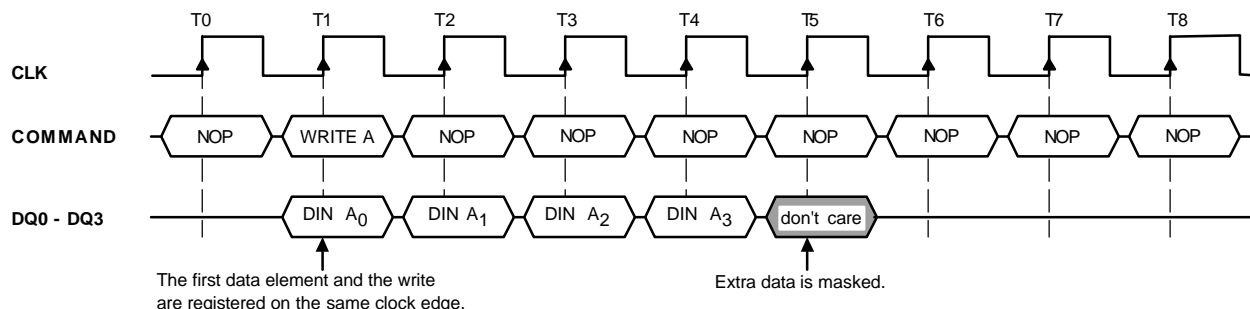 T0 T1 T2 T3 T4 T5 T6 T7 T8
CLK
COMMAND NOP WRITE A NOP NOP NOP NOP NOP NOP NOP
DQ0 - DQ3 DIN A0 DIN A1 DIN A2 DIN A3 don't care
The first data element and the write
are registered on the same clock edge.
Extra data is masked.